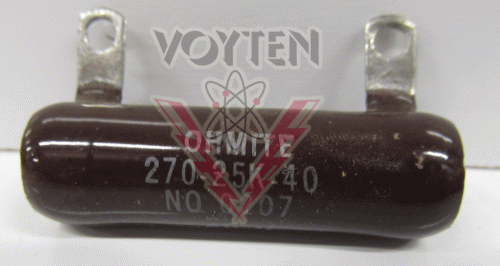 VOYTEN
OHMITE
270-25K-40
NO